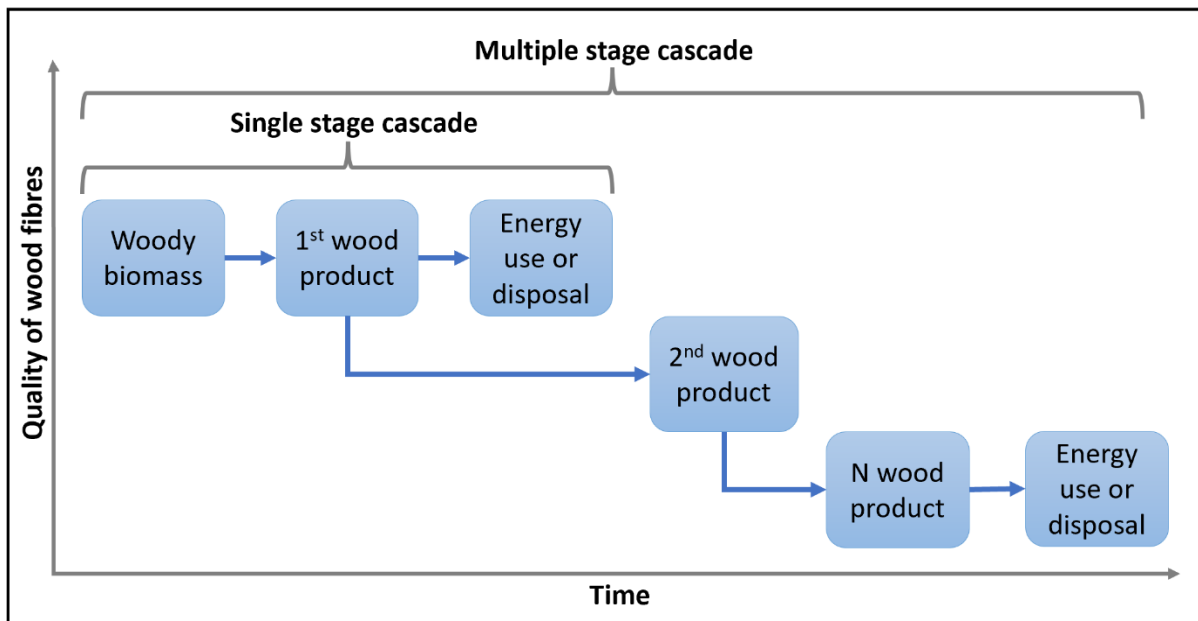 Multiple stage cascade
Single stage cascade
Quality of wood fibres
Woody
biomass
1st wood
product
Energy
use or
disposal
2nd wood
product
N wood
product
Energy
use or
disposal
Time